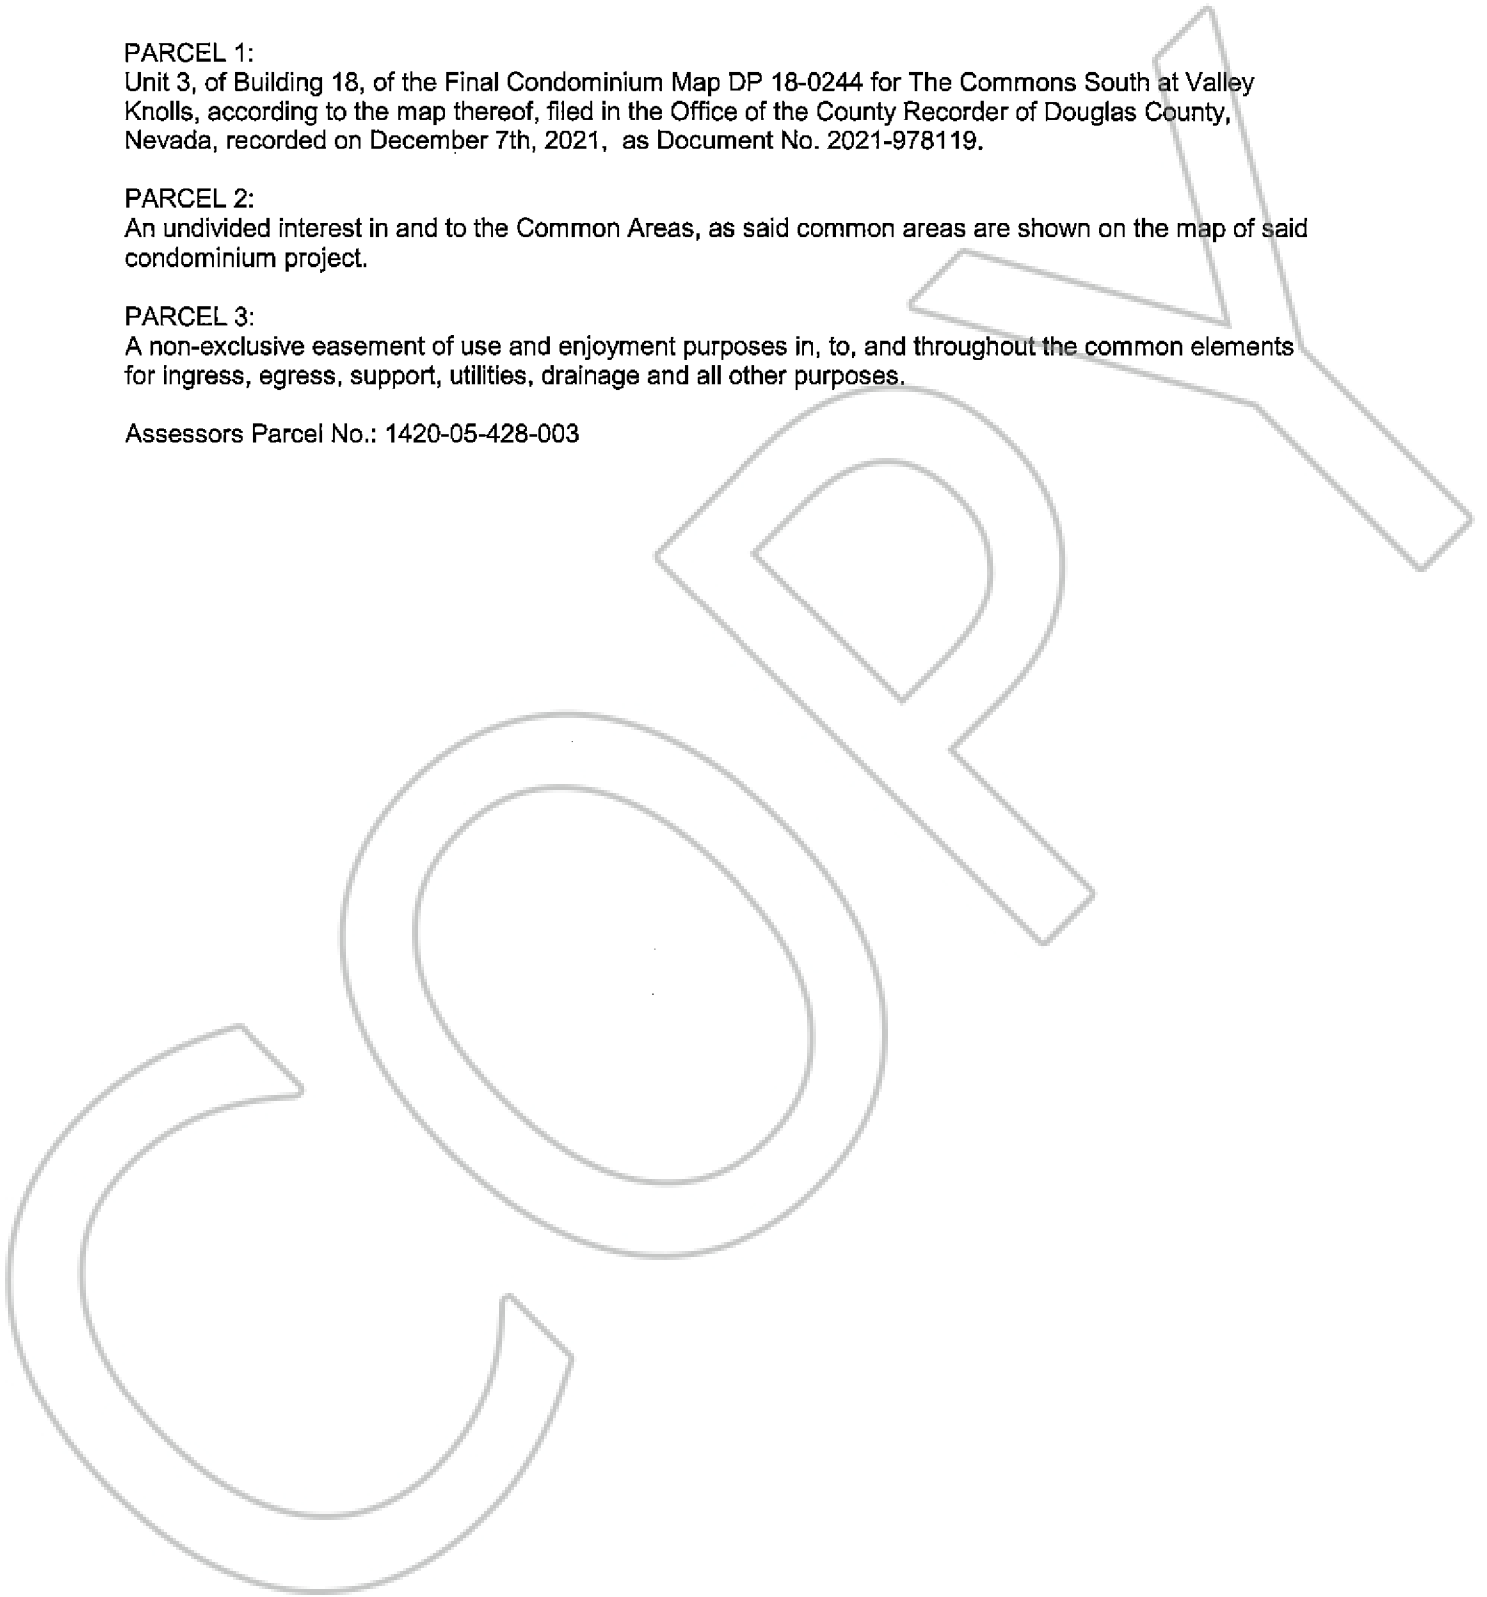 PARCEL 1:
Unit 3, of Building 18, of the Final Condominium Map DP 18-0244 for The Commons South at Valley
Knolls, according to the map thereof, filed in the Office of the County Recorder of Douglas County,
Nevada, recorded on December 7th, 2021,  as Document No. 2021-978119.
PARCEL 2:
An undivided interest in and to the Common Areas, as said common areas are shown on the map of said
condominium project.
PARCEL 3:
A non-exclusive easement of use and enjoyment purposes in, to, and throughout the common elements
for ingress, egress, support, utilities, drainage and all other purposes.
Assessors Parcel No.: 1420-05-428-003
COPY